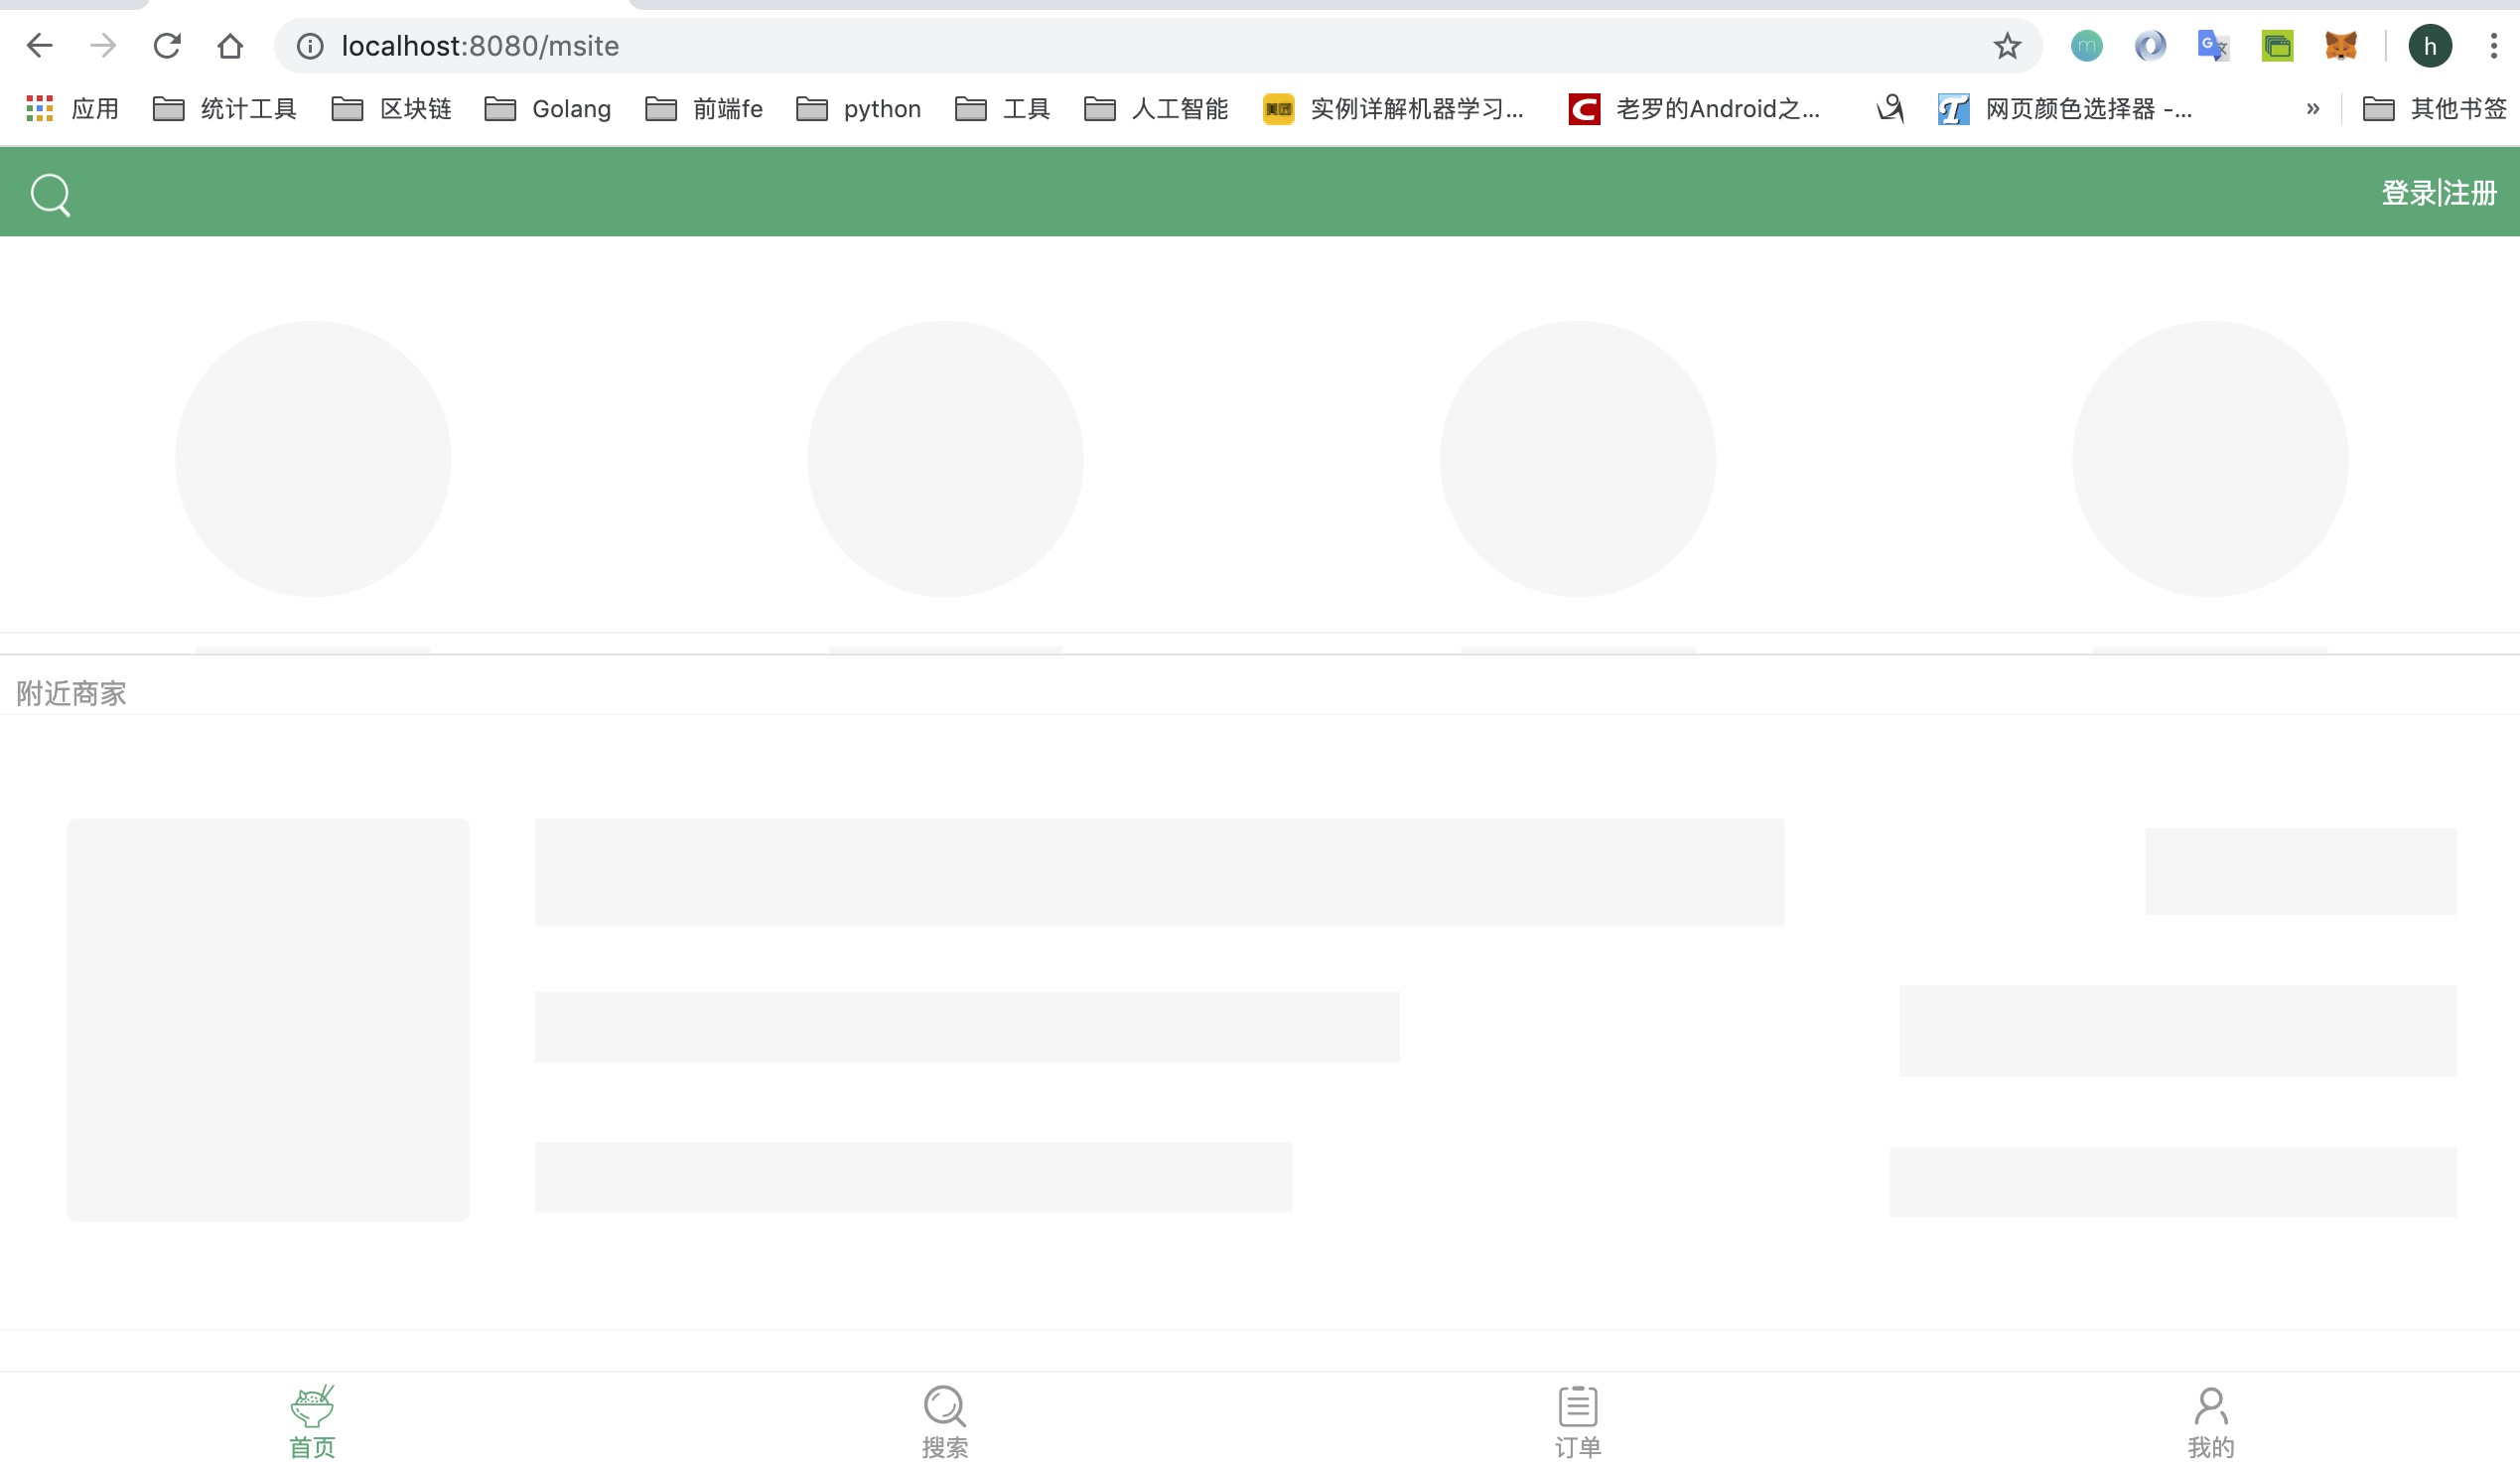 localhost:8080/msite
h
应用 统计工具 区块链 Golang 前端fe python 工具 人工智能 实例详解机器学习... 老罗的Android之... 网页颜色选择器 -... » 其他书签
登录|注册
附近商家
首页 搜索 订单 我的